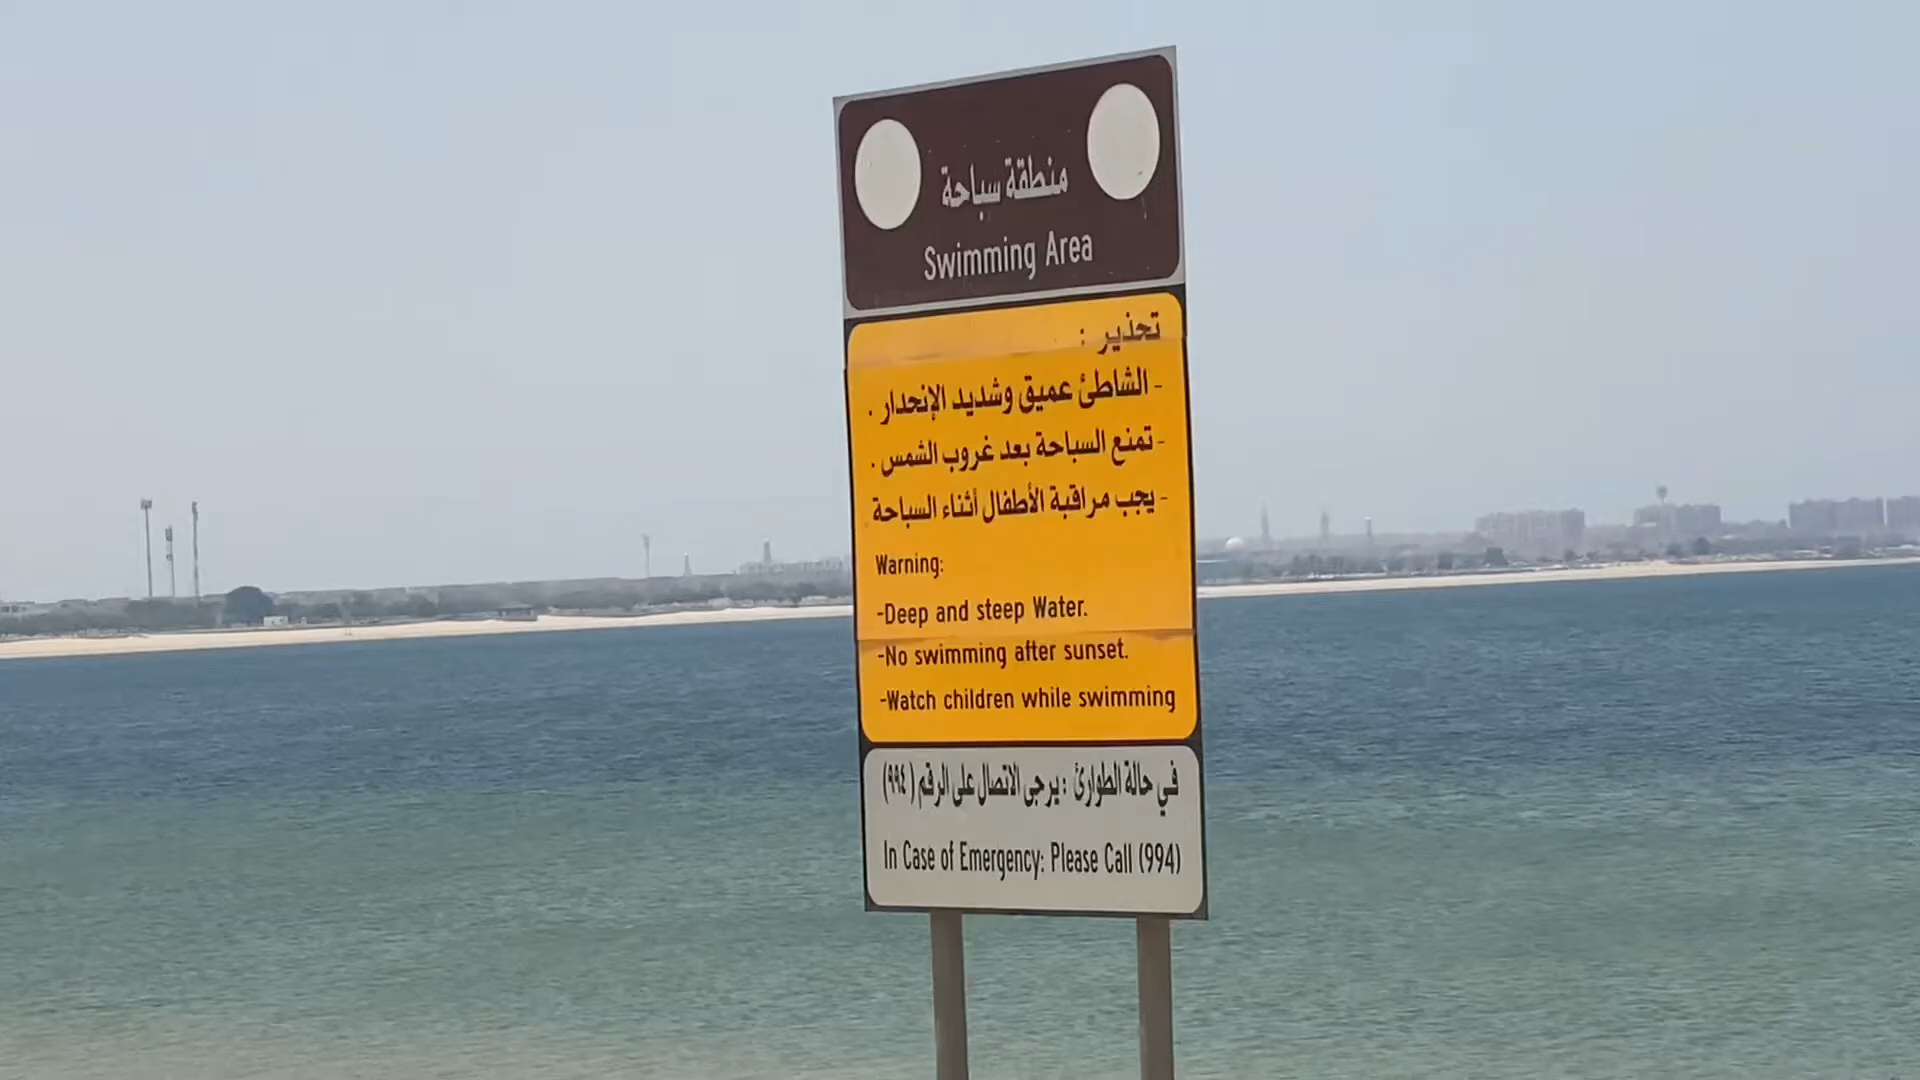 منطقة سباحة
Swimming Area
تحذير :
- الشاطئ عميق وشديد الإنحدار .
- تمنع السباحة بعد غروب الشمس .
- يجب مراقبة الأطفال أثناء السباحة
Warning:
-Deep and steep Water.
-No swimming after sunset.
-Watch children while swimming
في حالة الطوارئ : يرجى الاتصال على الرقم (٩٩٤)
In Case of Emergency: Please Call (994)